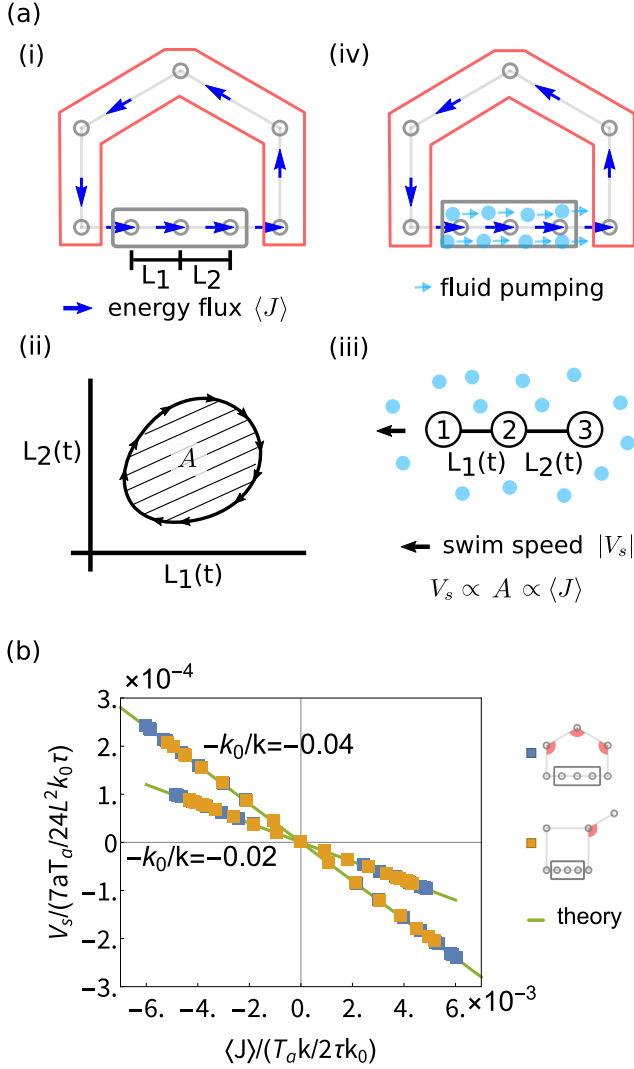 (a)
(i)
(iv)
L₁ L₂
energy flux ⟨J⟩
fluid pumping
(ii)
(iii)
L₂(t)
A
L₁(t)
1 2 3
L₁(t) L₂(t)
swim speed |Vₛ|
Vₛ ∝ A ∝ ⟨J⟩
(b)
×10⁻⁴
3.
2.
1.
0
−1.
−2.
−3.
Vₛ/(7aTₐ/24L²k₀τ)
−k₀/k=−0.04
−k₀/k=−0.02
−6. −4. −2. 0. 2. 4. 6.
×10⁻³
⟨J⟩/(Tₐk/2τk₀)
theory